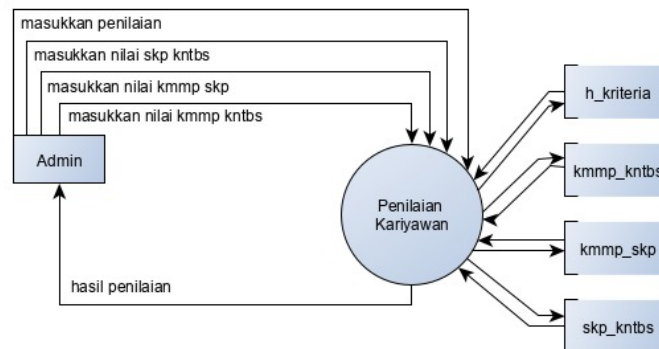 masukkan penilaian
masukkan nilai skp kntbs
masukkan nilai kmmp skp
masukkan nilai kmmp kntbs
Admin
Penilaian
Kariyawan
hasil penilaian
h_kriteria
kmmp_kntbs
kmmp_skp
skp_kntbs